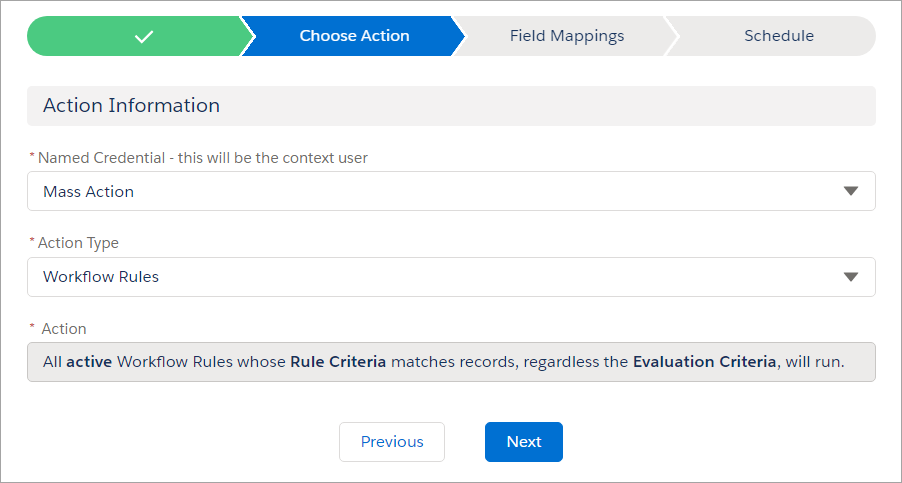 Choose Action
Field Mappings
Schedule
Action Information
* Named Credential - this will be the context user
Mass Action
* Action Type
Workflow Rules
* Action
All active Workflow Rules whose Rule Criteria matches records, regardless the Evaluation Criteria, will run.
Previous
Next